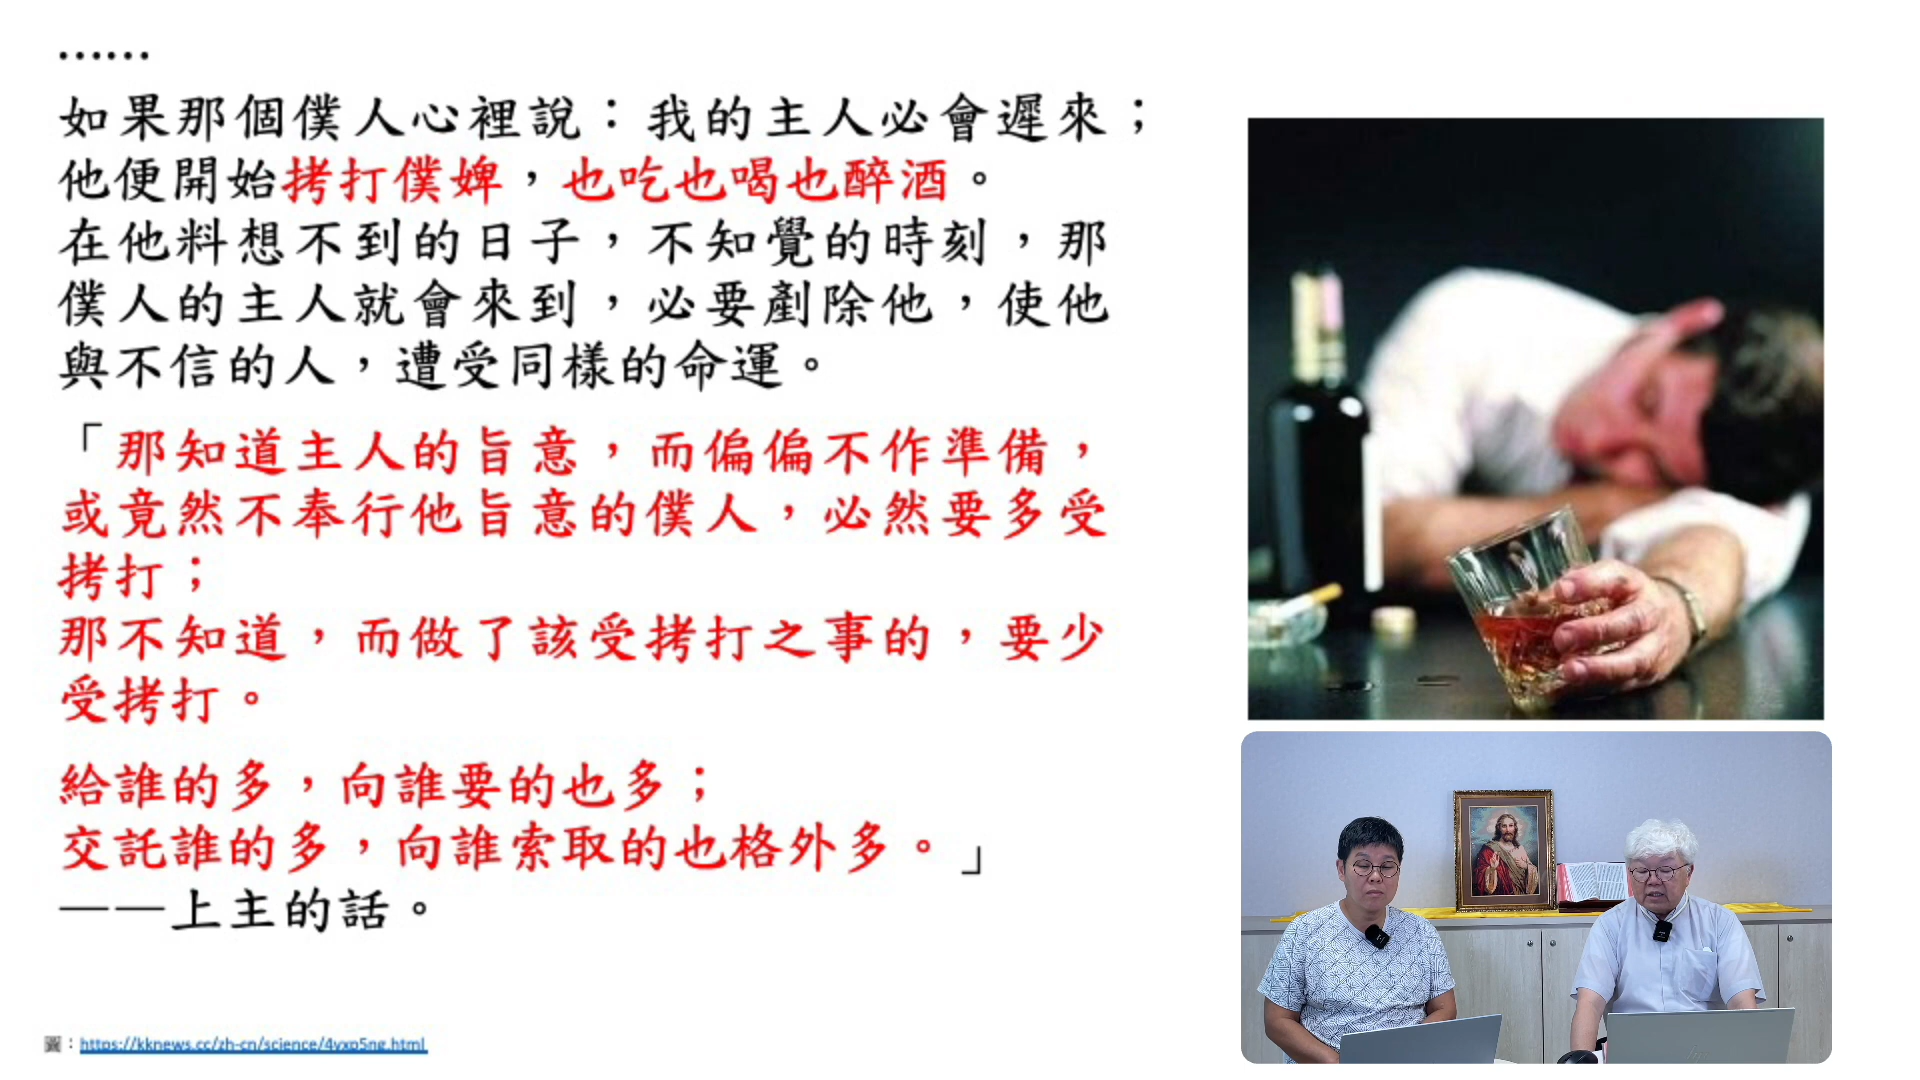 ……
如果那個僕人心裡說：我的主人必會遲來；
他便開始拷打僕婢，也吃也喝也醉酒。
在他料想不到的日子，不知覺的時刻，那
僕人的主人就會來到，必要剷除他，使他
與不信的人，遭受同樣的命運。
「那知道主人的旨意，而偏偏不作準備，
或竟然不奉行他旨意的僕人，必然要多受
拷打；
那不知道，而做了該受拷打之事的，要少
受拷打。
給誰的多，向誰要的也多；
交託誰的多，向誰索取的也格外多。」
——上主的話。
圖：https://kknews.cc/zh-cn/science/4vxp5ng.html